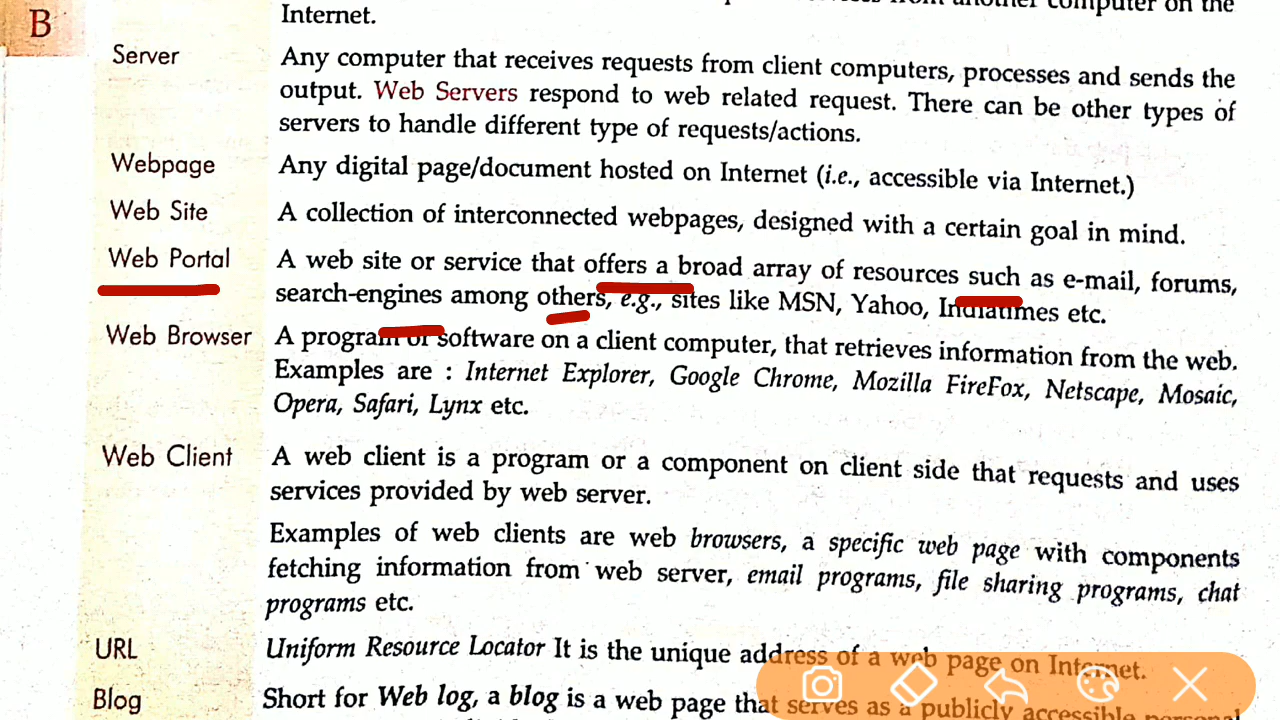 B
another computer on the
Internet.
Server
Any computer that receives requests from client computers, processes and sends the
output. Web Servers respond to web related request. There can be other types of
servers to handle different type of requests/actions.
Webpage
Any digital page/document hosted on Internet (i.e., accessible via Internet.)
Web Site
A collection of interconnected webpages, designed with a certain goal in mind.
Web Portal
A web site or service that offers a broad array of resources such as e-mail, forums,
search-engines among others, e.g., sites like MSN, Yahoo, Indiatimes etc.
Web Browser
A program or software on a client computer, that retrieves information from the web.
Examples are : Internet Explorer, Google Chrome, Mozilla FireFox, Netscape, Mosaic,
Opera, Safari, Lynx etc.
Web Client
A web client is a program or a component on client side that requests and uses
services provided by web server.
Examples of web clients are web browsers, a specific web page with components
fetching information from web server, email programs, file sharing programs, chat
programs etc.
URL
Uniform Resource Locator It is the unique address of a web page on Internet.
Blog
Short for Web log, a blog is a web page that serves as a publicly accessible personal